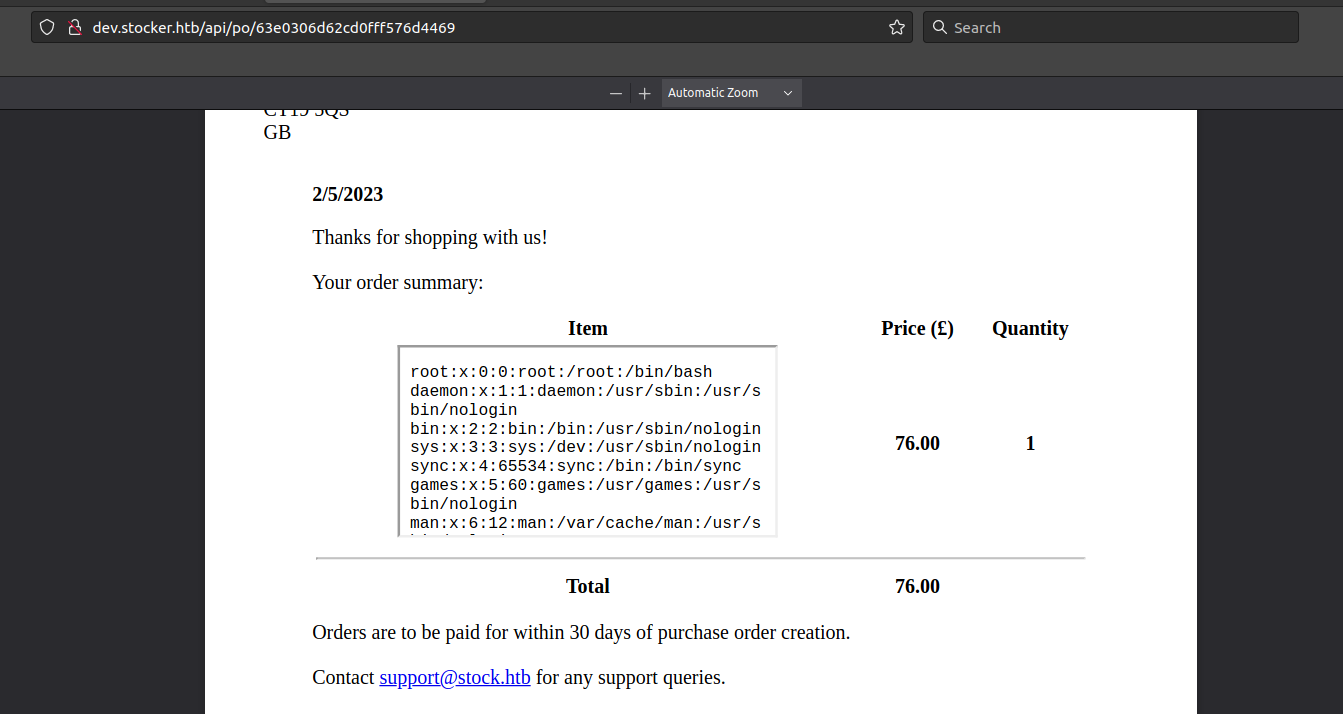 dev.stocker.htb/api/po/63e0306d62cd0fff576d4469
Search
Automatic Zoom
GB
2/5/2023
Thanks for shopping with us!
Your order summary:
Item Price (£) Quantity
root:x:0:0:root:/root:/bin/bash
daemon:x:1:1:daemon:/usr/sbin:/usr/s
bin/nologin
bin:x:2:2:bin:/bin:/usr/sbin/nologin
sys:x:3:3:sys:/dev:/usr/sbin/nologin
sync:x:4:65534:sync:/bin:/bin/sync
games:x:5:60:games:/usr/games:/usr/s
bin/nologin
man:x:6:12:man:/var/cache/man:/usr/s
76.00 1
Total 76.00
Orders are to be paid for within 30 days of purchase order creation.
Contact support@stock.htb for any support queries.